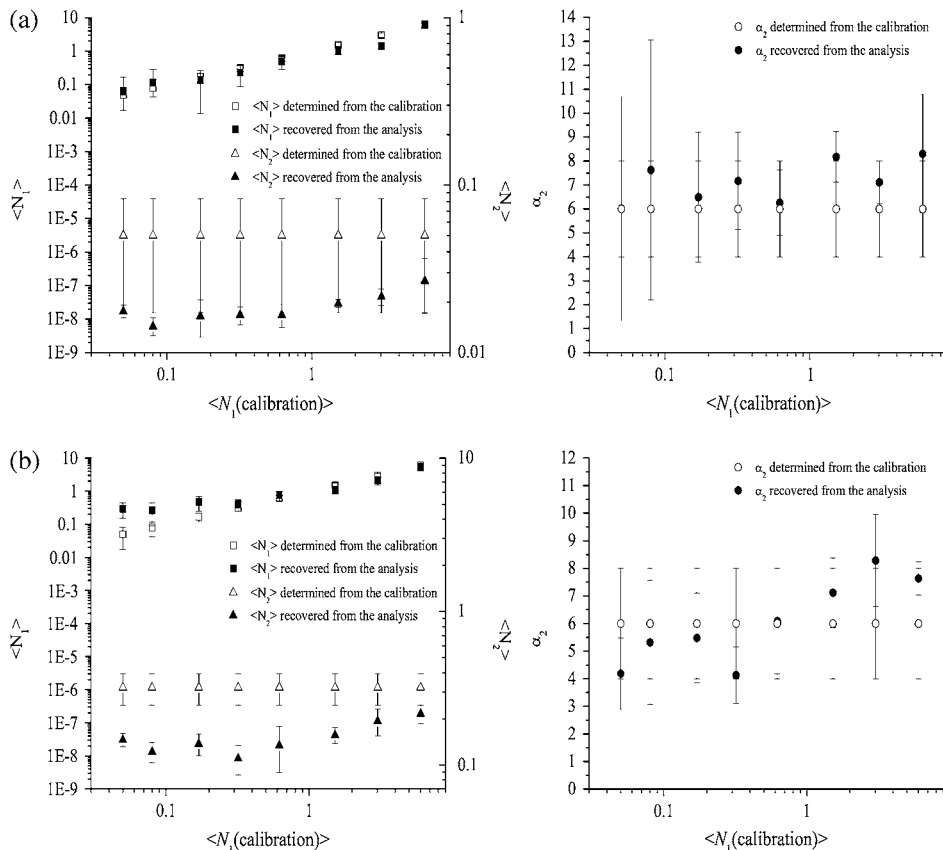 (a)
10
1
0.1
0.01
1E-3
1E-4
1E-5
1E-6
1E-7
1E-8
1E-9
<N1>
1
0.1
0.01
<N2>
<N1> determined from the calibration
<N1> recovered from the analysis
<N2> determined from the calibration
<N2> recovered from the analysis
0.1 1
<N1(calibration)>
14
13
12
11
10
9
8
7
6
5
4
3
2
1
0
α2
α2 determined from the calibration
α2 recovered from the analysis
0.1 1
<N1(calibration)>
(b)
10
1
0.1
0.01
1E-3
1E-4
1E-5
1E-6
1E-7
1E-8
1E-9
<N1>
10
1
0.1
<N2>
<N1> determined from the calibration
<N1> recovered from the analysis
<N2> determined from the calibration
<N2> recovered from the analysis
0.1 1
<N1(calibration)>
12
11
10
9
8
7
6
5
4
3
2
1
0
α2
α2 determined from the calibration
α2 recovered from the analysis
0.1 1
<N1(calibration)>